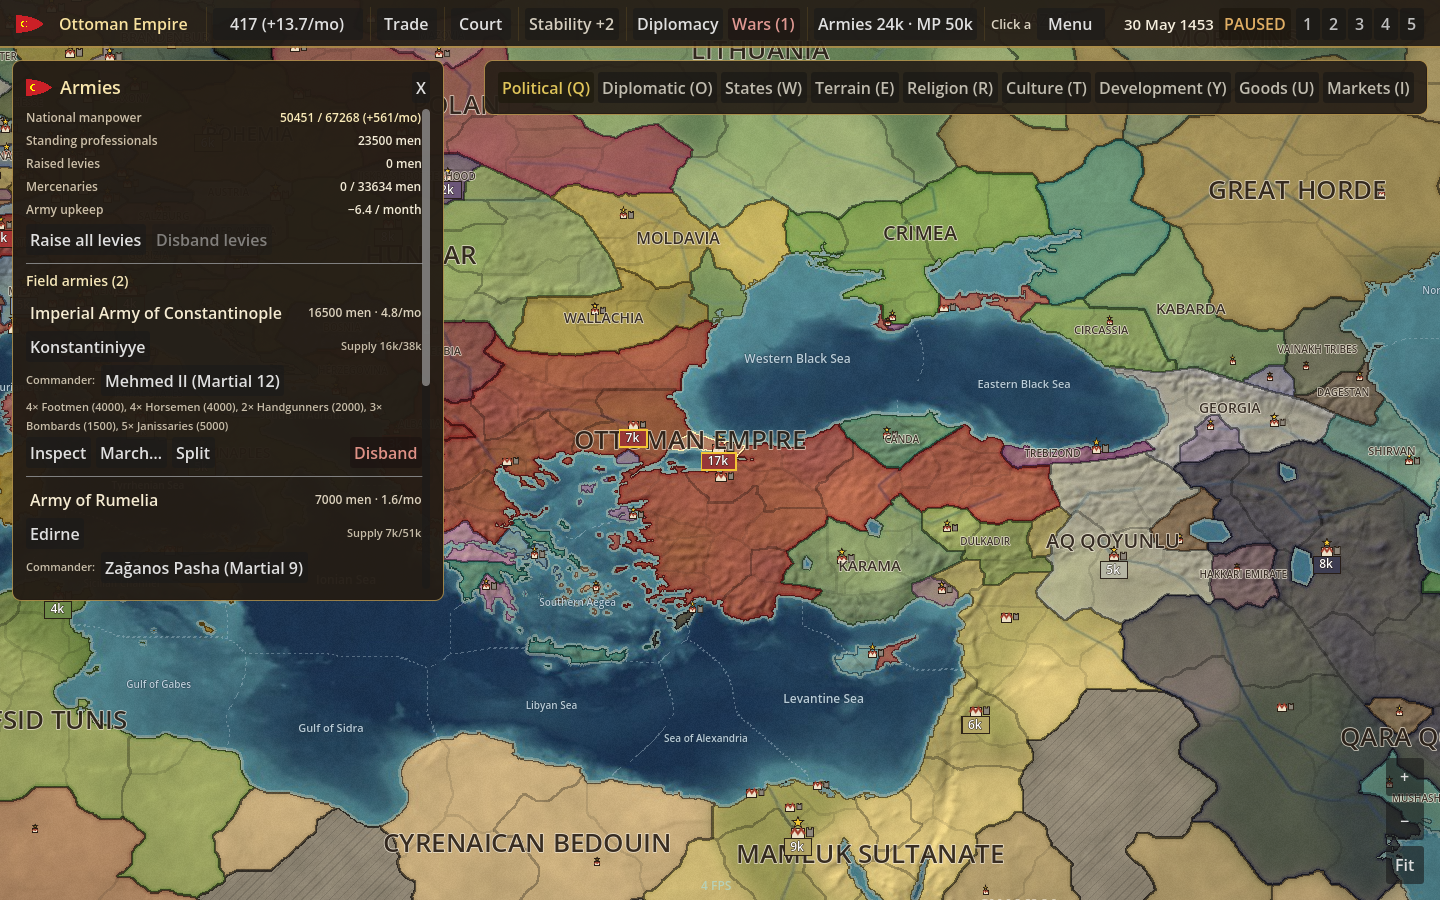 Ottoman Empire
417 (+13.7/mo)
Trade
Court
Stability +2
Diplomacy
Wars (1)
Armies 24k · MP 50k
Click a
Menu
30 May 1453
PAUSED
1 2 3 4 5
Armies
X
National manpower 50451 / 67268 (+561/mo)
Standing professionals 23500 men
Raised levies 0 men
Mercenaries 0 / 33634 men
Army upkeep −6.4 / month
Raise all levies Disband levies
Field armies (2)
Imperial Army of Constantinople 16500 men · 4.8/mo
Konstantiniyye Supply 16k/38k
Commander: Mehmed II (Martial 12)
4× Footmen (4000), 4× Horsemen (4000), 2× Handgunners (2000), 3×
Bombards (1500), 5× Janissaries (5000)
Inspect March... Split Disband
Army of Rumelia 7000 men · 1.6/mo
Edirne Supply 7k/51k
Commander: Zağanos Pasha (Martial 9)
Political (Q) Diplomatic (O) States (W) Terrain (E) Religion (R) Culture (T) Development (Y) Goods (U) Markets (I)
LITHUANIA
GREAT HORDE
MOLDAVIA
CRIMEA
AR
WALLACHIA
KABARDA
CIRCASSIA
VAINAKH TRIBES
DAGESTAN
Western Black Sea
Eastern Black Sea
GEORGIA
OTTOMAN EMPIRE
7k
17k
CANDA
TREBIZOND
SHIRVAN
DULKADIR
AQ QOYUNLU
5k
KARAMA
HAKKARI EMIRATE
8k
4k
Southern Aegea
Gulf of Gabes
Gulf of Sidra
Libyan Sea
Levantine Sea
Sea of Alexandria
6k
FSID TUNIS
QARA Q
CYRENAICAN BEDOUIN
MAMLUK SULTANATE
9k
4 FPS
+
−
Fit